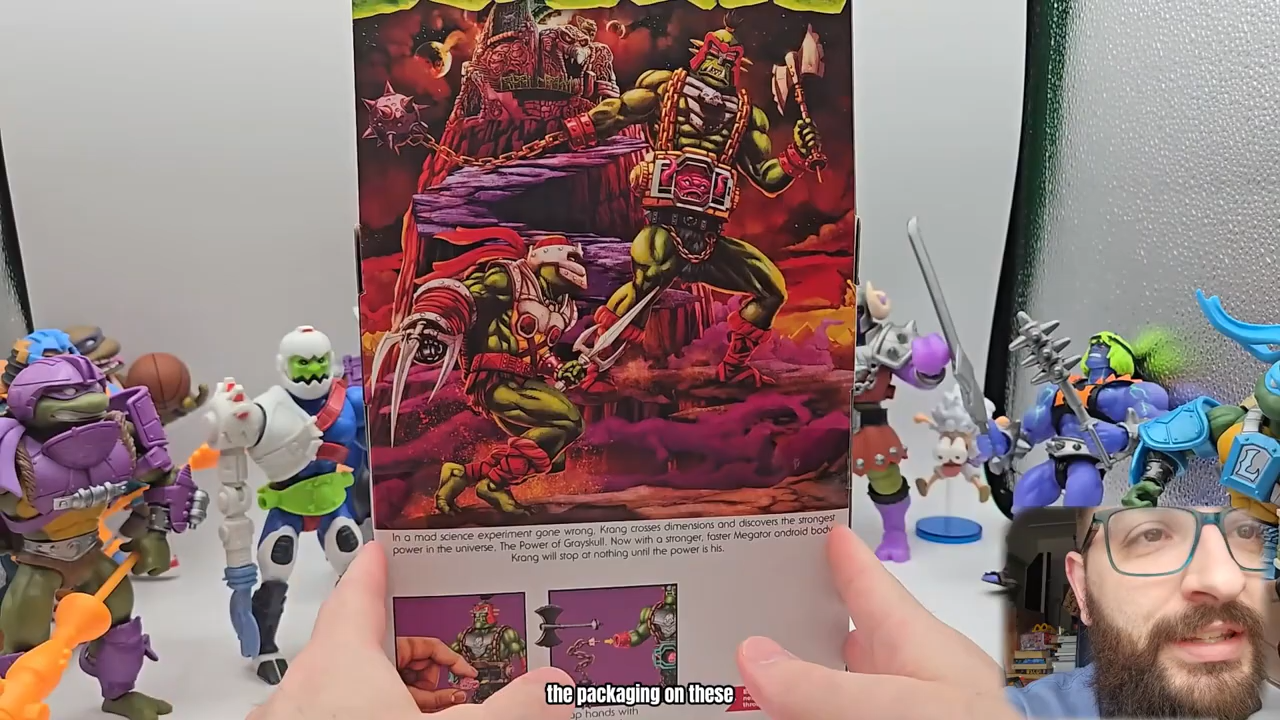 In a mad science experiment gone wrong, Krang crosses dimensions and discovers the strongest
power in the universe, The Power of Grayskull. Now with a stronger, faster Megator android body,
Krang will stop at nothing until the power is his.
L
the packaging on these
hands with